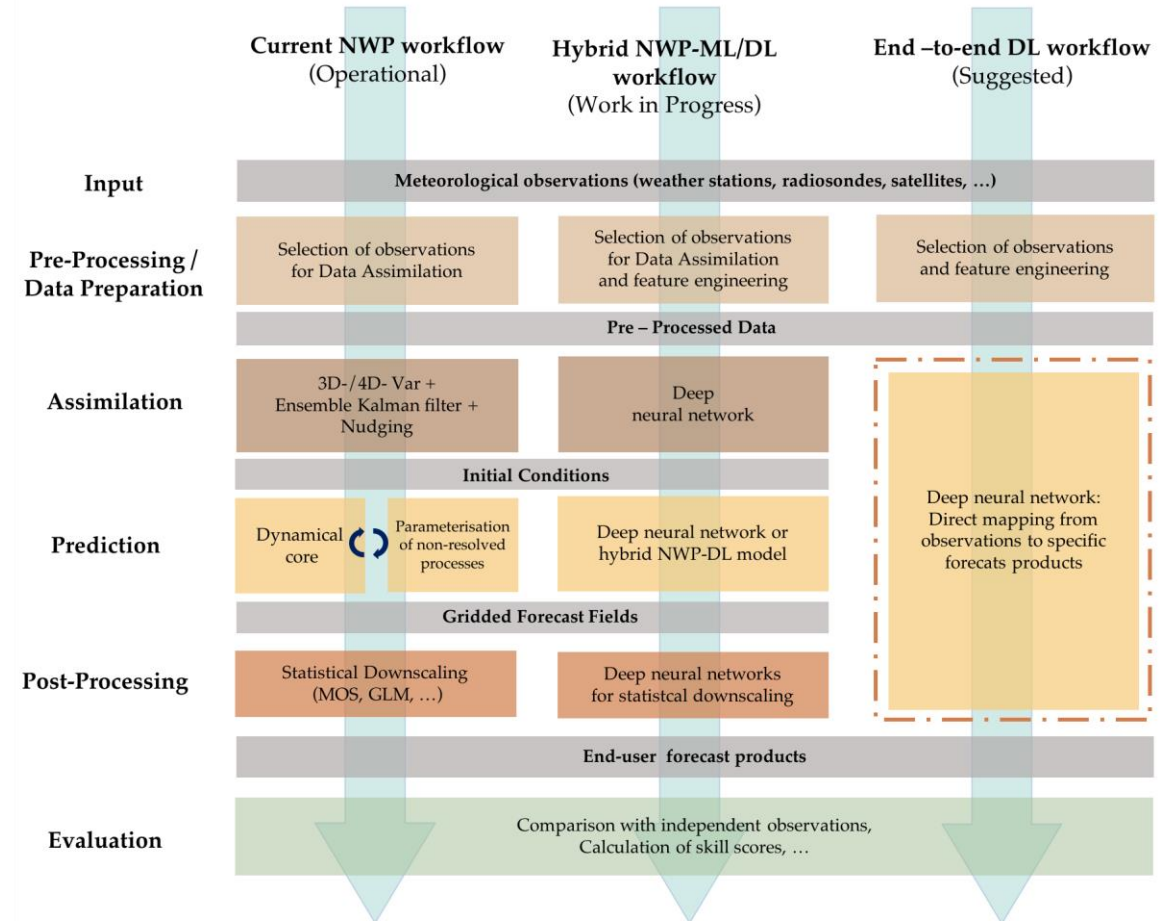 Current NWP workflow
(Operational)
Hybrid NWP-ML/DL
workflow
(Work in Progress)
End –to-end DL workflow
(Suggested)
Input
Meteorological observations (weather stations, radiosondes, satellites, …)
Pre-Processing /
Data Preparation
Selection of observations
for Data Assimilation
Selection of observations
for Data Assimilation
and feature engineering
Selection of observations
and feature engineering
Pre – Processed Data
Assimilation
3D-/4D- Var +
Ensemble Kalman filter +
Nudging
Deep
neural network
Initial Conditions
Prediction
Dynamical
core
Parameterisation
of non-resolved
processes
Deep neural network or
hybrid NWP-DL model
Deep neural network:
Direct mapping from
observations to specific
forecats products
Gridded Forecast Fields
Post-Processing
Statistical Downscaling
(MOS, GLM, …)
Deep neural networks
for statistcal downscaling
End-user forecast products
Evaluation
Comparison with independent observations,
Calculation of skill scores, …